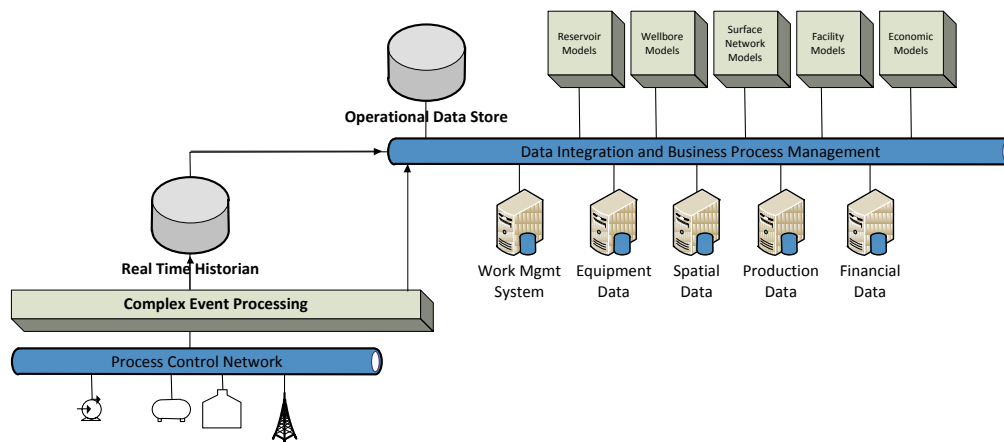 Reservoir
Models
Wellbore
Models
Surface
Network
Models
Facility
Models
Economic
Models
Operational Data Store
Data Integration and Business Process Management
Real Time Historian
Work Mgmt
System
Equipment
Data
Spatial
Data
Production
Data
Financial
Data
Complex Event Processing
Process Control Network